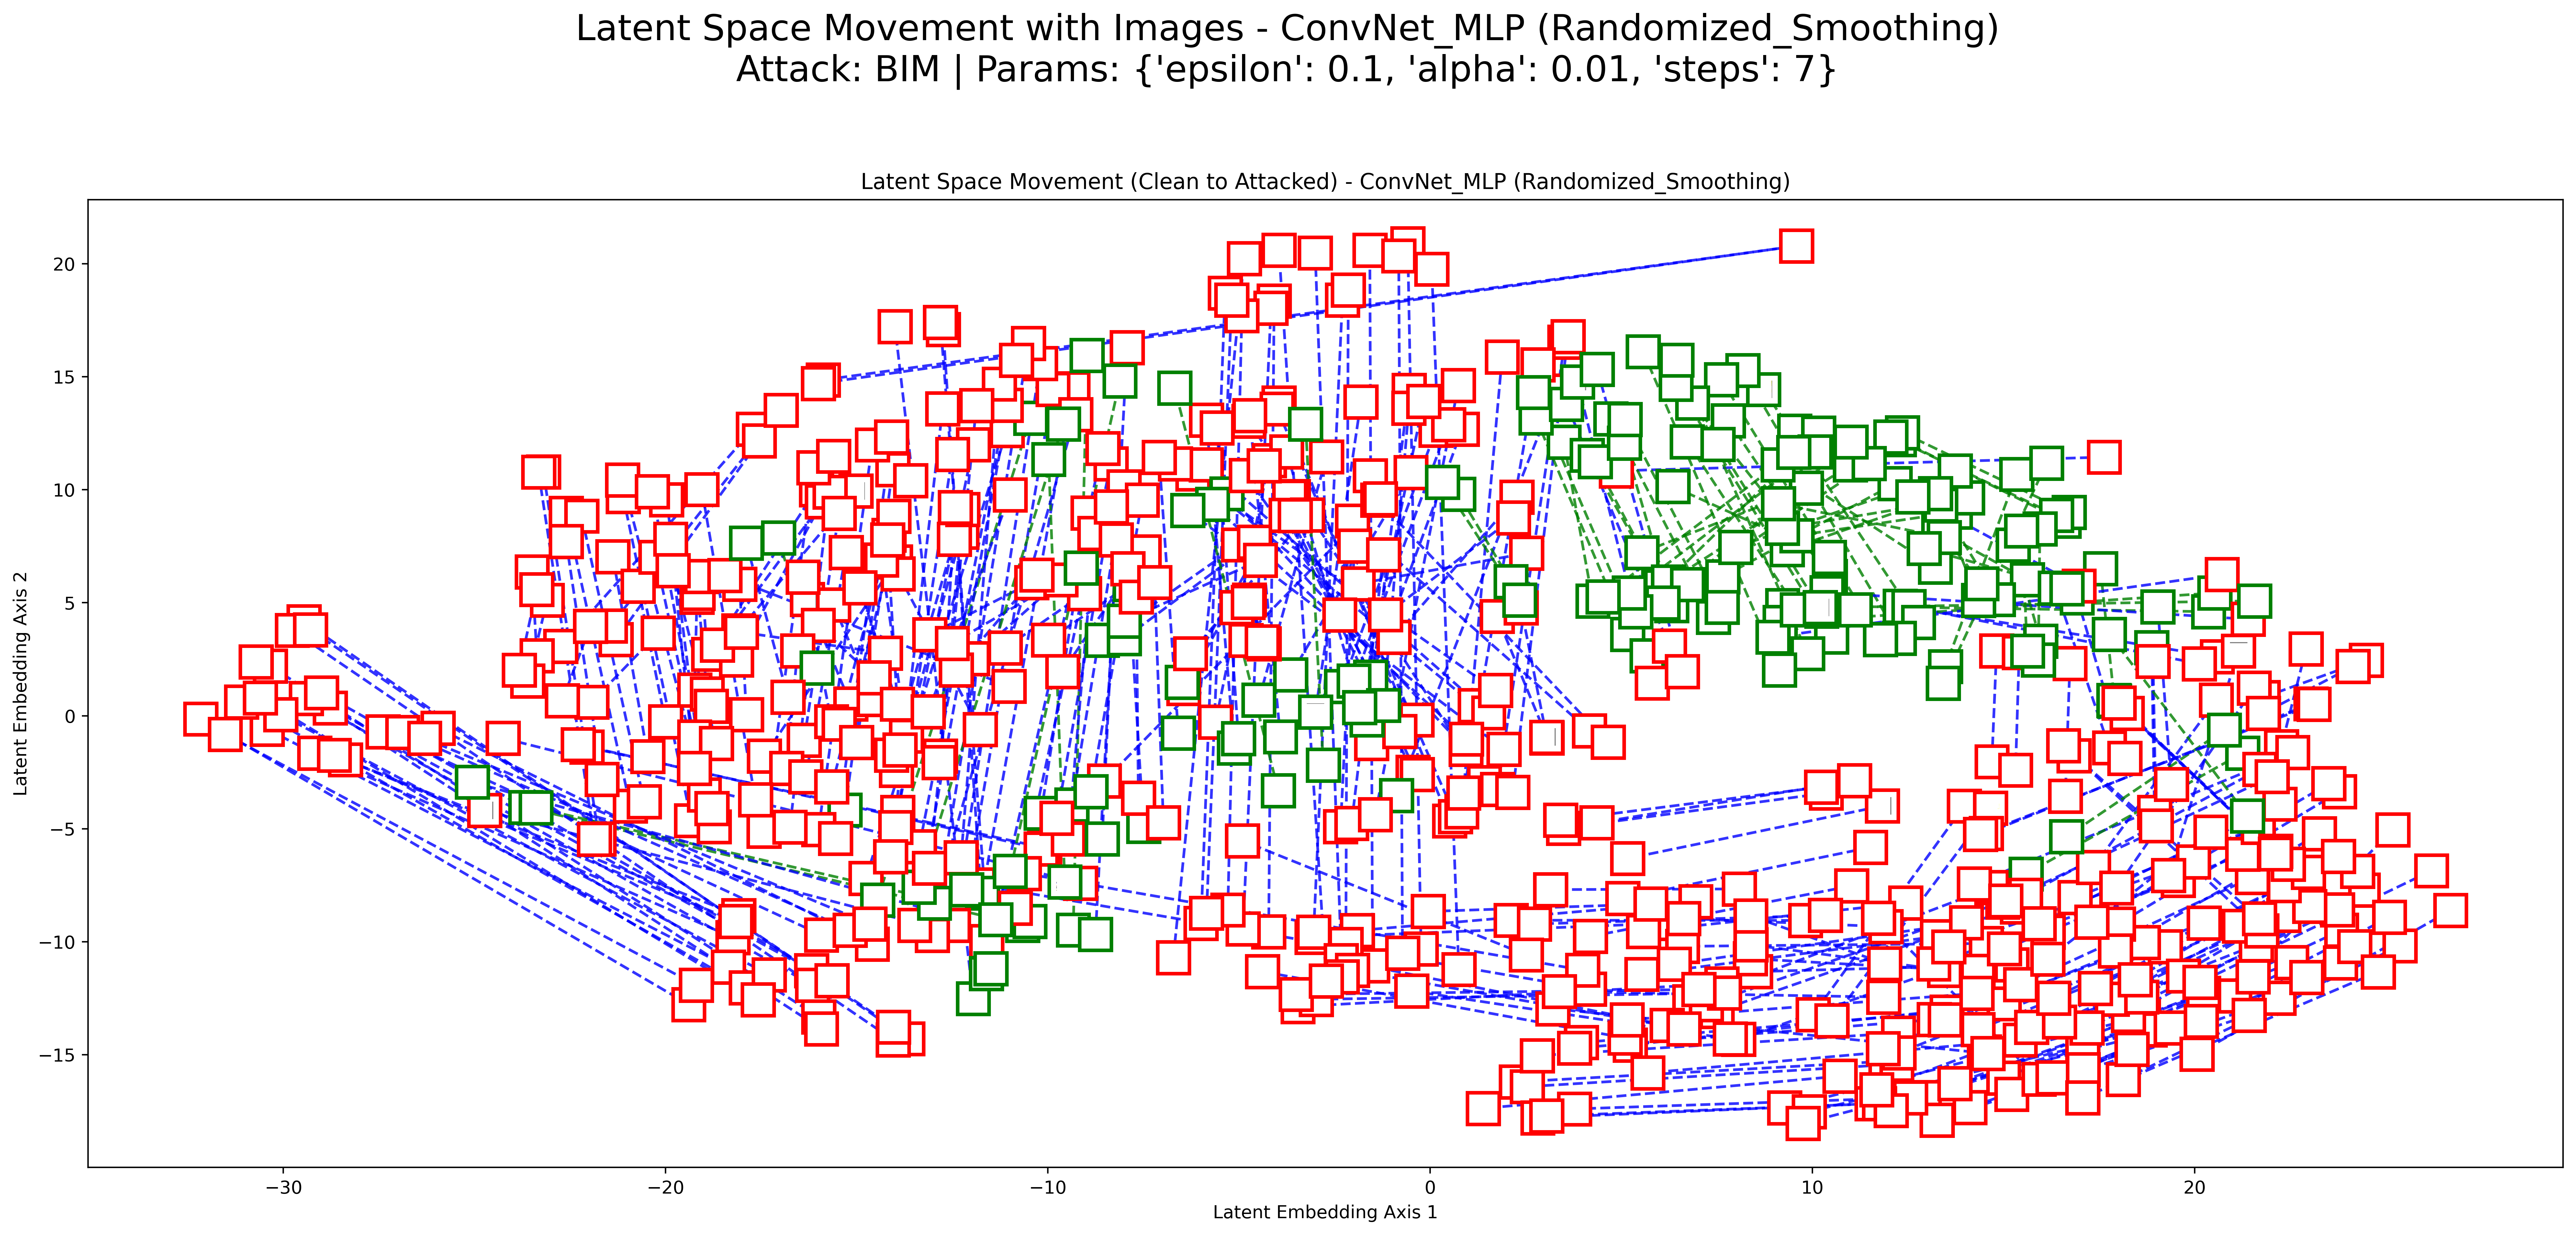 Latent Space Movement with Images - ConvNet_MLP (Randomized_Smoothing)
Attack: BIM | Params: {'epsilon': 0.1, 'alpha': 0.01, 'steps': 7}
Latent Space Movement (Clean to Attacked) - ConvNet_MLP (Randomized_Smoothing)
20
15
10
5
0
−5
−10
−15
Latent Embedding Axis 2
−30 −20 −10 0 10 20
Latent Embedding Axis 1